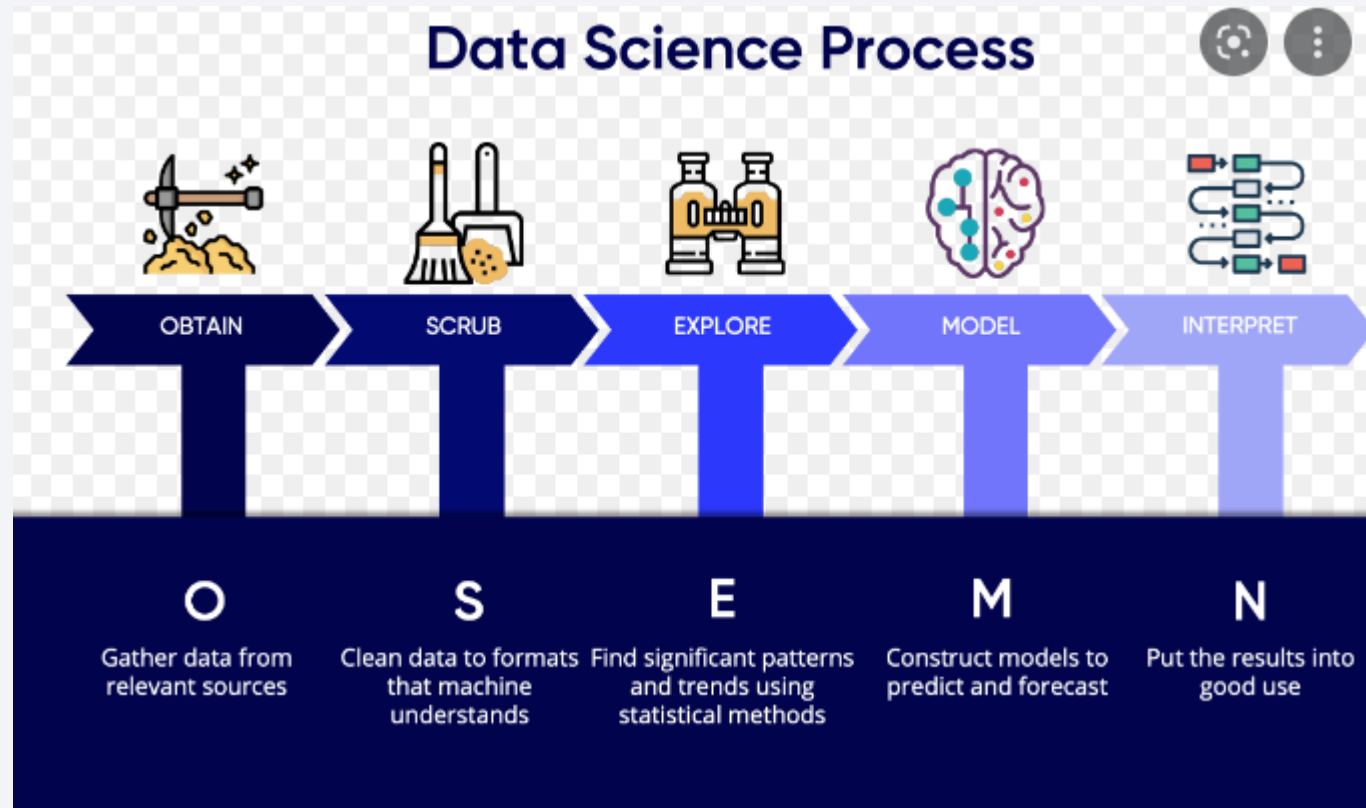 Data Science Process
OBTAIN
SCRUB
EXPLORE
MODEL
INTERPRET
O
Gather data from
relevant sources
S
Clean data to formats
that machine
understands
E
Find significant patterns
and trends using
statistical methods
M
Construct models to
predict and forecast
N
Put the results into
good use